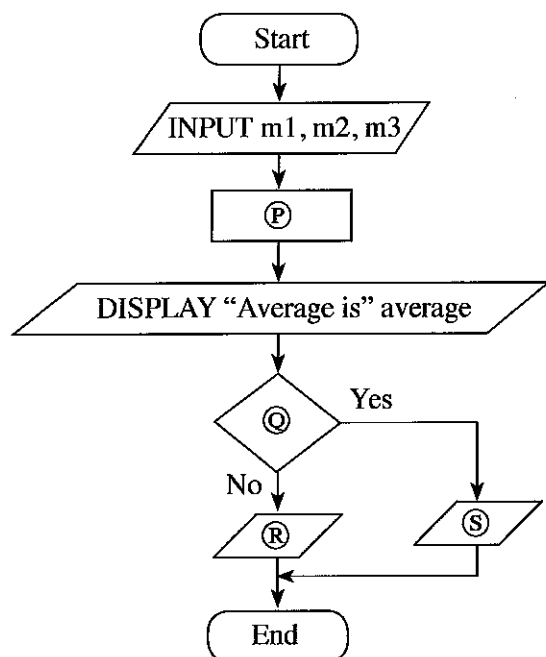 Start
INPUT m1, m2, m3
P
DISPLAY “Average is” average
Q
Yes
No
R
S
End